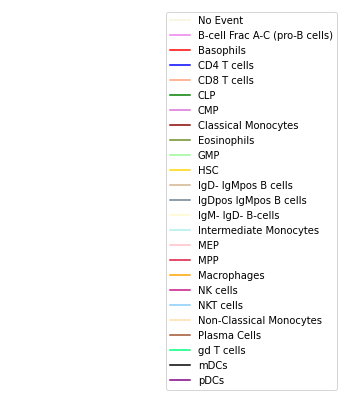 No Event
B-cell Frac A-C (pro-B cells)
Basophils
CD4 T cells
CD8 T cells
CLP
CMP
Classical Monocytes
Eosinophils
GMP
HSC
IgD- IgMpos B cells
IgDpos IgMpos B cells
IgM- IgD- B-cells
Intermediate Monocytes
MEP
MPP
Macrophages
NK cells
NKT cells
Non-Classical Monocytes
Plasma Cells
gd T cells
mDCs
pDCs